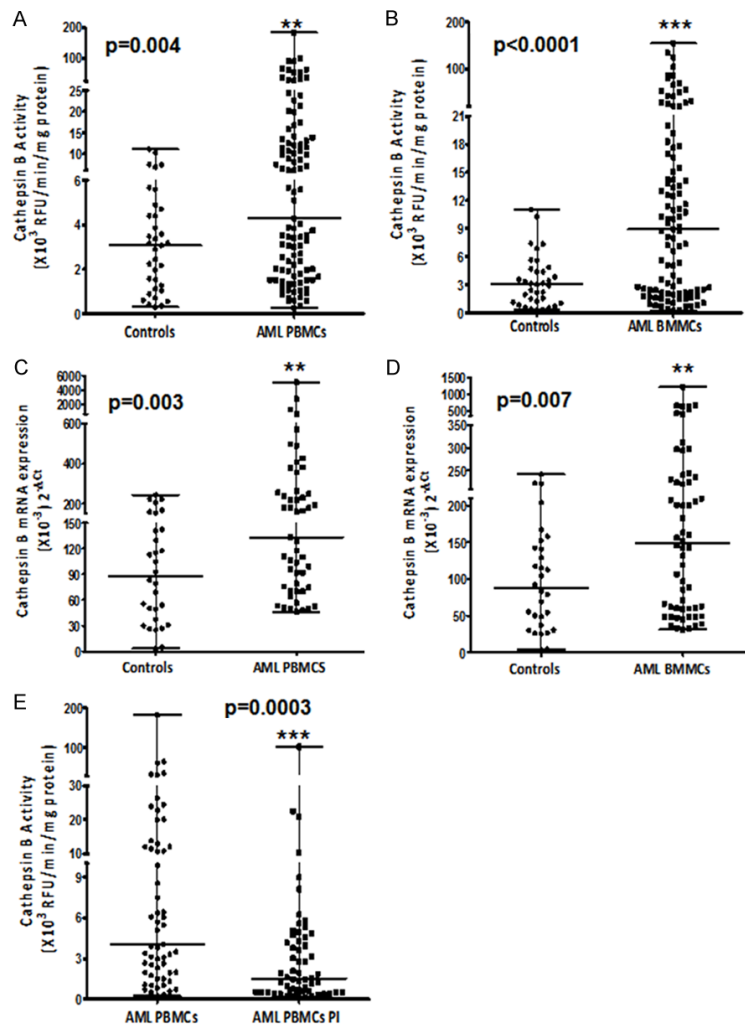 A
p=0.004
**
200
100
25
20
15
10
6
4
2
0
Cathepsin B Activity
(X10³ RFU/min/mg protein)
Controls
AML PBMCs
B
p<0.0001
***
200
100
21
18
15
12
9
6
3
0
Cathepsin B Activity
(X10³ RFU/min/mg protein)
Controls
AML BMMCs
C
p=0.003
**
6000
4000
2000
600
400
200
150
120
90
60
30
0
Cathepsin B mRNA expression
(X10⁻³) 2^-ΔCt
Controls
AML PBMCS
D
p=0.007
**
1500
1000
500
350
300
250
200
150
100
50
0
Cathepsin B mRNA expression
(X10⁻³) 2^-ΔCt
Controls
AML BMMCs
E
p=0.0003
***
200
100
30
20
10
9
6
3
0
Cathepsin B Activity
(X10³ RFU/min/mg protein)
AML PBMCs
AML PBMCs PI